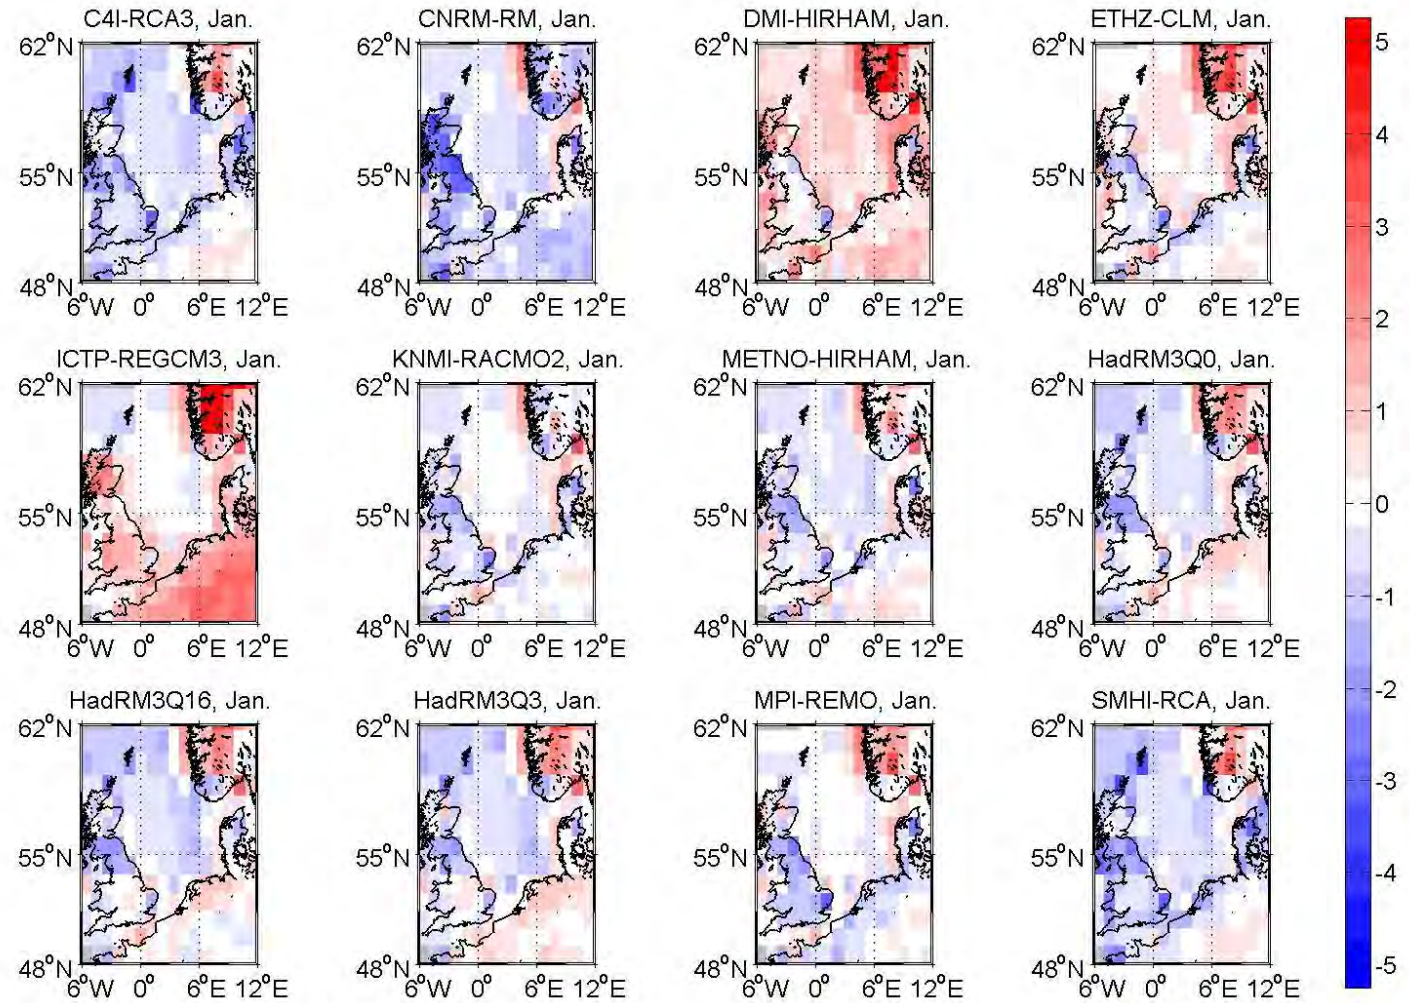 C4I-RCA3, Jan. CNRM-RM, Jan. DMI-HIRHAM, Jan. ETHZ-CLM, Jan.
62°N 62°N 62°N 62°N 5
4
55°N 55°N 55°N 55°N
3
48°N 48°N 48°N 48°N
6°W 0° 6°E 12°E 6°W 0° 6°E 12°E 6°W 0° 6°E 12°E 6°W 0° 6°E 12°E
2
ICTP-REGCM3, Jan. KNMI-RACMO2, Jan. METNO-HIRHAM, Jan. HadRM3Q0, Jan.
62°N 62°N 62°N 62°N
1
0
55°N 55°N 55°N 55°N
-1
48°N 48°N 48°N 48°N
6°W 0° 6°E 12°E 6°W 0° 6°E 12°E 6°W 0° 6°E 12°E 6°W 0° 6°E 12°E
-2
HadRM3Q16, Jan. HadRM3Q3, Jan. MPI-REMO, Jan. SMHI-RCA, Jan.
62°N 62°N 62°N 62°N
-3
55°N 55°N 55°N 55°N
-4
48°N 48°N 48°N 48°N -5
6°W 0° 6°E 12°E 6°W 0° 6°E 12°E 6°W 0° 6°E 12°E 6°W 0° 6°E 12°E